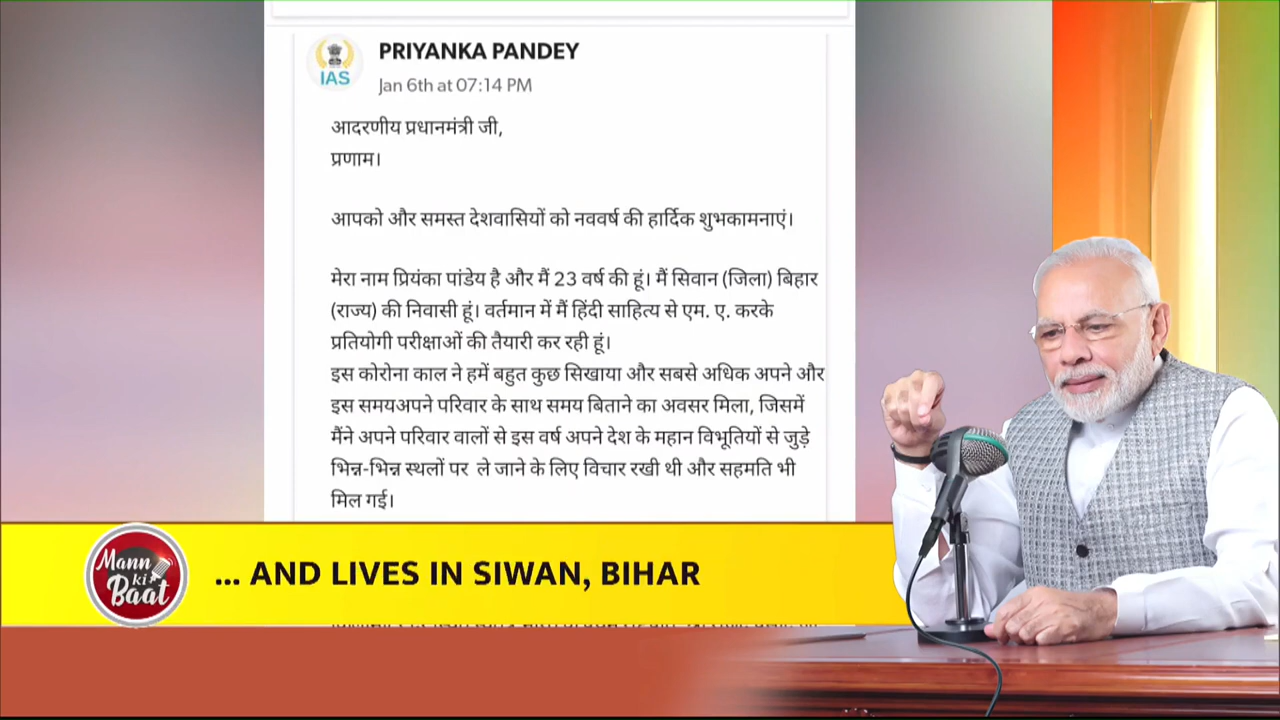 IAS
PRIYANKA PANDEY
Jan 6th at 07:14 PM
आदरणीय प्रधानमंत्री जी,
प्रणाम।
आपको और समस्त देशवासियों को नववर्ष की हार्दिक शुभकामनाएं।
मेरा नाम प्रियंका पांडेय है और मैं 23 वर्ष की हूं। मैं सिवान (जिला) बिहार
(राज्य) की निवासी हूं। वर्तमान में मैं हिंदी साहित्य से एम. ए. करके
प्रतियोगी परीक्षाओं की तैयारी कर रही हूं।
इस कोरोना काल ने हमें बहुत कुछ सिखाया और सबसे अधिक अपने और
इस समयअपने परिवार के साथ समय बिताने का अवसर मिला, जिसमें
मैंने अपने परिवार वालों से इस वर्ष अपने देश के महान विभूतियों से जुड़े
भिन्न-भिन्न स्थलों पर  ले जाने के लिए विचार रखी थी और सहमति भी
मिल गई।
Mann
ki
Baat
... AND LIVES IN SIWAN, BIHAR